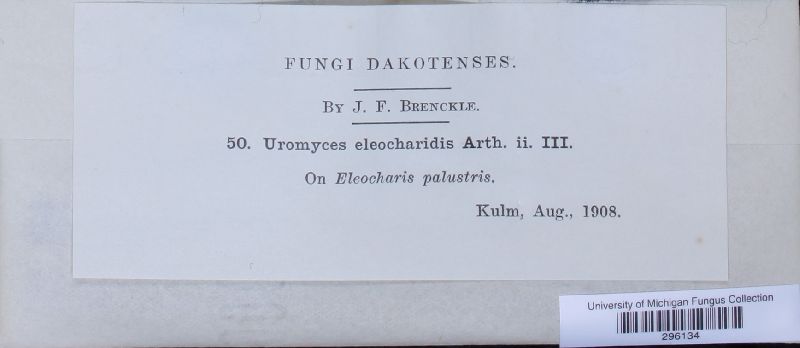 FUNGI DAKOTENSES.
BY J. F. BRENCKLE.
50. Uromyces eleocharidis Arth. ii. III.
On Eleocharis palustris.
Kulm, Aug., 1908.
University of Michigan Fungus Collection
296134